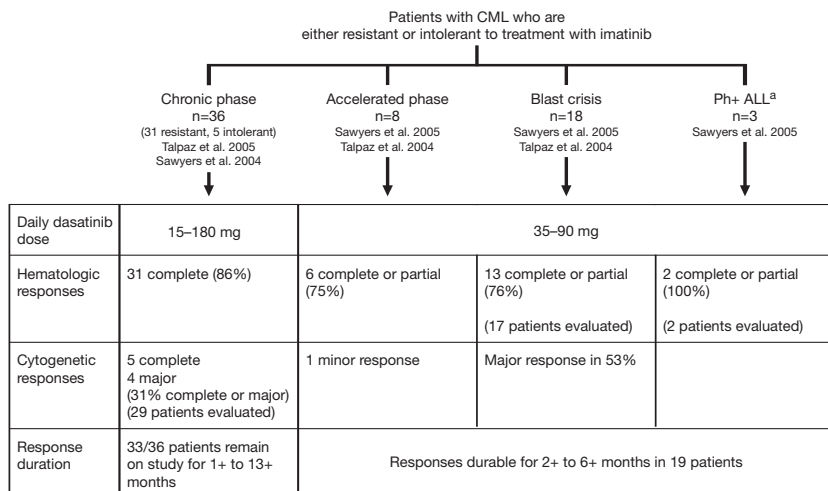 Patients with CML who are
either resistant or intolerant to treatment with imatinib
Chronic phase
n=36
(31 resistant, 5 intolerant)
Talpaz et al. 2005
Sawyers et al. 2004
Accelerated phase
n=8
Sawyers et al. 2005
Talpaz et al. 2004
Blast crisis
n=18
Sawyers et al. 2005
Talpaz et al. 2004
Ph+ ALLa
n=3
Sawyers et al. 2005
Daily dasatinib
dose
15–180 mg
35–90 mg
Hematologic
responses
31 complete (86%)
6 complete or partial
(75%)
13 complete or partial
(76%)
(17 patients evaluated)
2 complete or partial
(100%)
(2 patients evaluated)
Cytogenetic
responses
5 complete
4 major
(31% complete or major)
(29 patients evaluated)
1 minor response
Major response in 53%
Response
duration
33/36 patients remain
on study for 1+ to 13+
months
Responses durable for 2+ to 6+ months in 19 patients